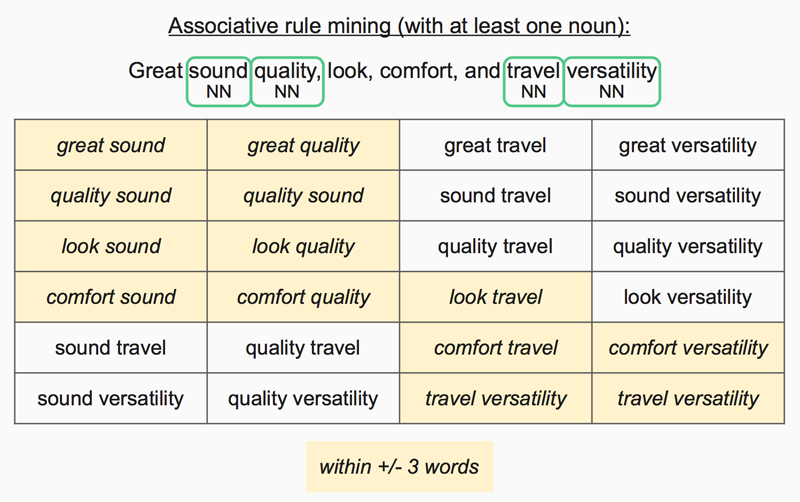 Associative rule mining (with at least one noun):
Great sound quality, look, comfort, and travel versatility
NN NN NN NN
great sound great quality great travel great versatility
quality sound quality sound sound travel sound versatility
look sound look quality quality travel quality versatility
comfort sound comfort quality look travel look versatility
sound travel quality travel comfort travel comfort versatility
sound versatility quality versatility travel versatility travel versatility
within +/- 3 words